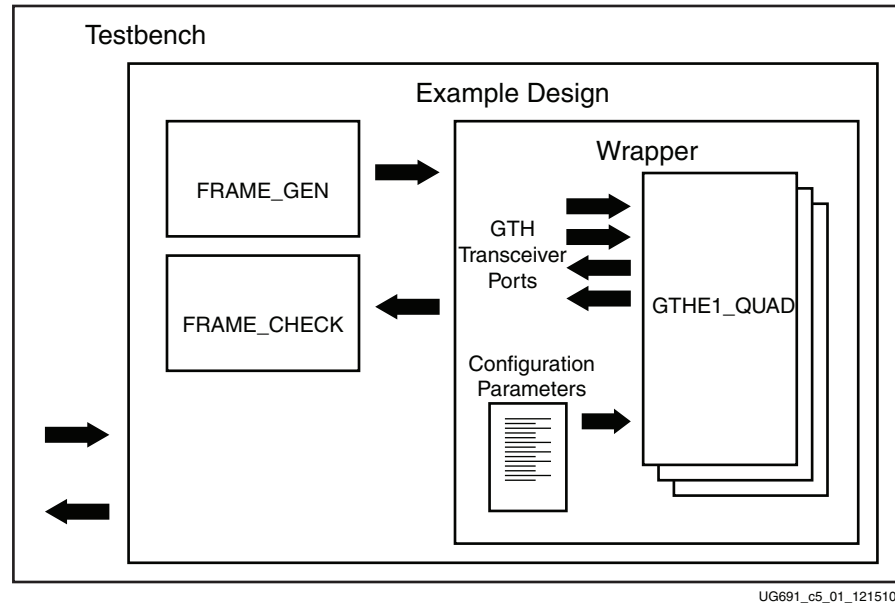 Testbench
Example Design
Wrapper
FRAME_GEN
GTH
Transceiver
Ports
FRAME_CHECK
GTHE1_QUAD
Configuration
Parameters
UG691_c5_01_121510